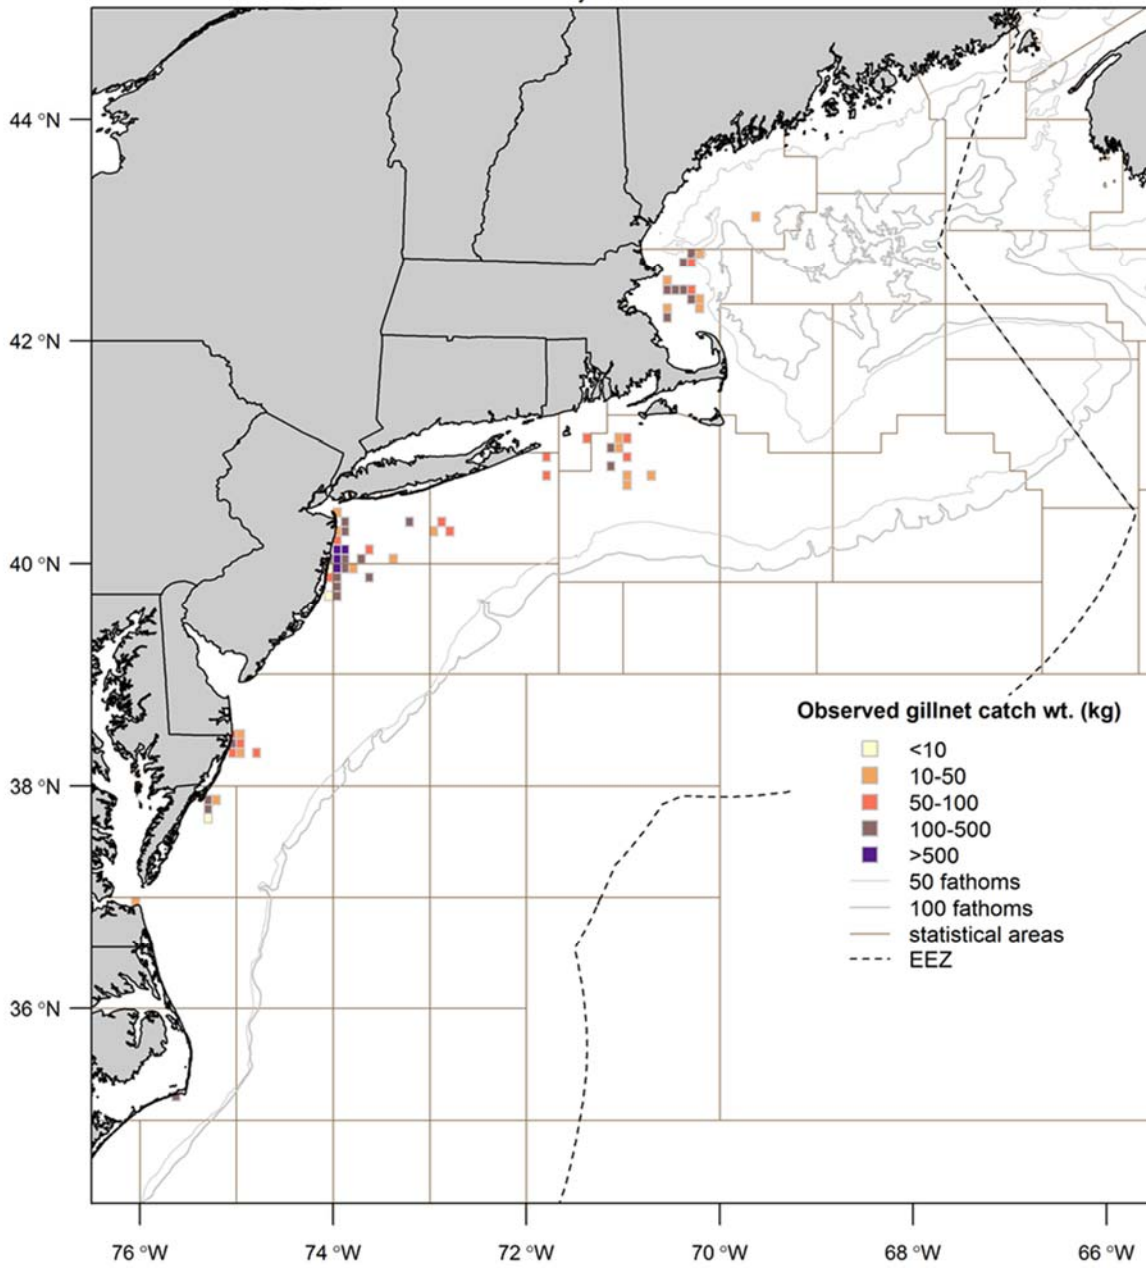 44 °N
42 °N
40 °N
38 °N
36 °N
Observed gillnet catch wt. (kg)
<10
10-50
50-100
100-500
>500
50 fathoms
100 fathoms
statistical areas
EEZ
76 °W
74 °W
72 °W
70 °W
68 °W
66 °W